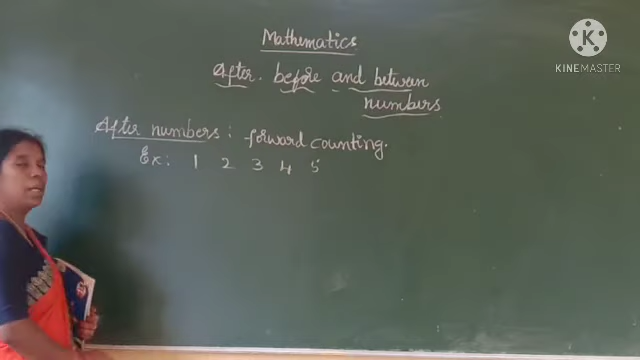 Mathematics
After. before and between
numbers.
After numbers: forward counting.
Ex: 1 2 3 4 5
K
KINEMASTER